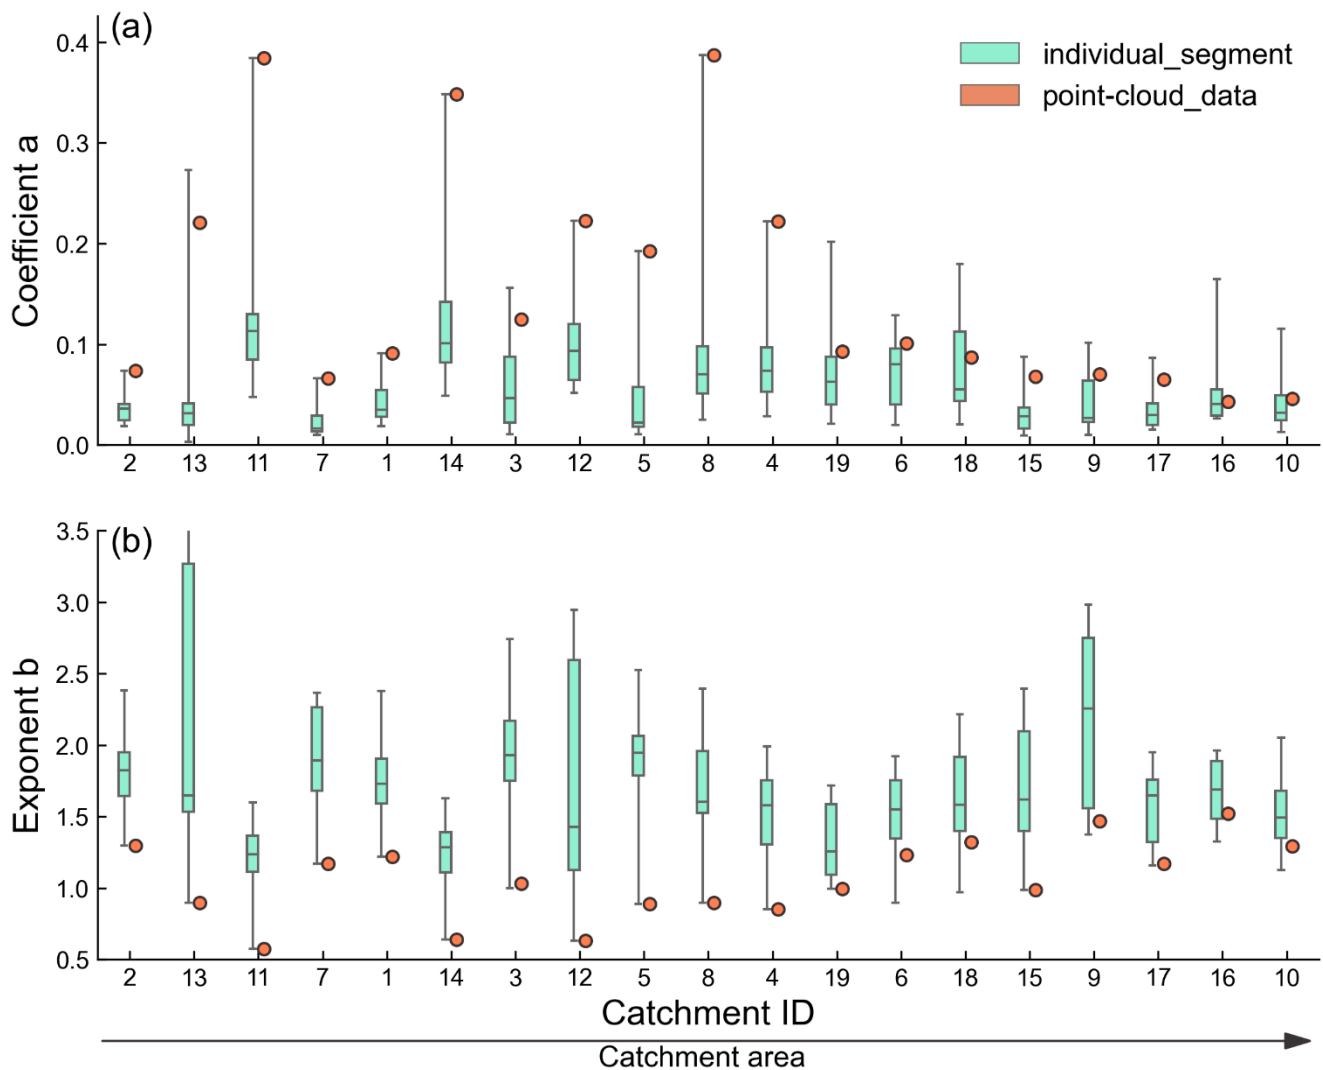 (a)
individual_segment
point-cloud_data
Coefficient a
0.4
0.3
0.2
0.1
0.0
2 13 11 7 1 14 3 12 5 8 4 19 6 18 15 9 17 16 10
(b)
Exponent b
3.5
3.0
2.5
2.0
1.5
1.0
0.5
2 13 11 7 1 14 3 12 5 8 4 19 6 18 15 9 17 16 10
Catchment ID
Catchment area